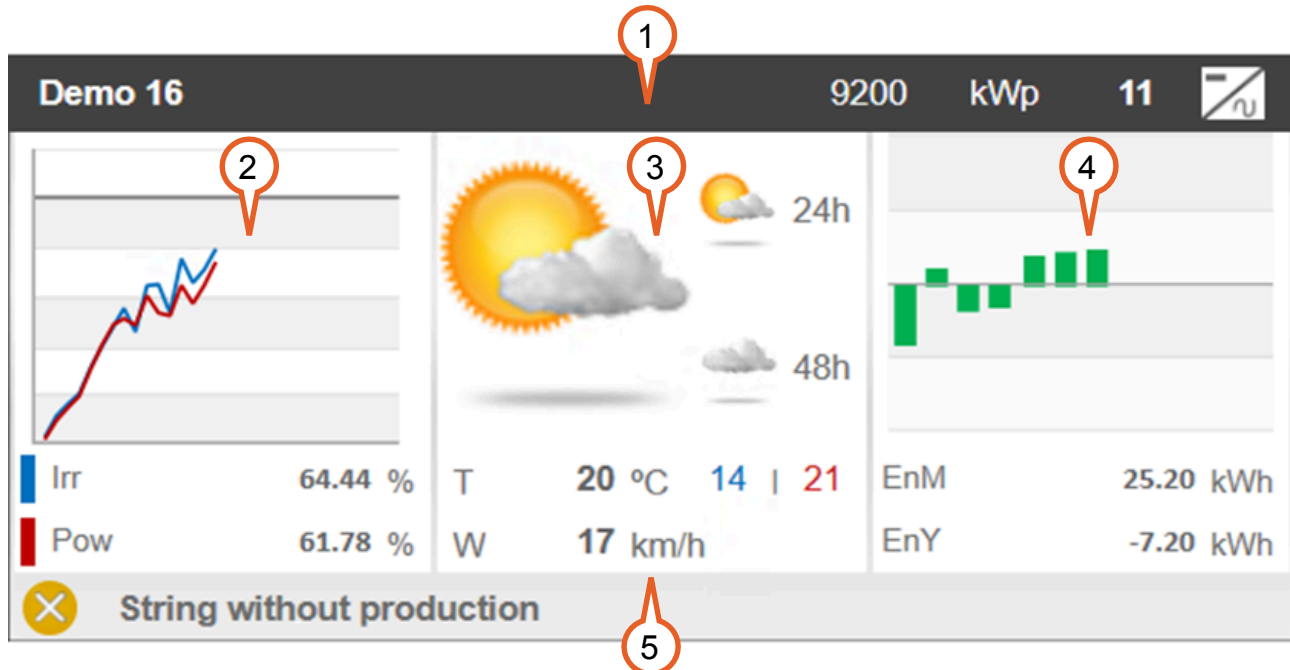 1
Demo 16 9200 kWp 11
2 3 4
24h
48h
Irr 64.44 % T 20 ºC 14 | 21 EnM 25.20 kWh
Pow 61.78 % W 17 km/h EnY -7.20 kWh
String without production
5